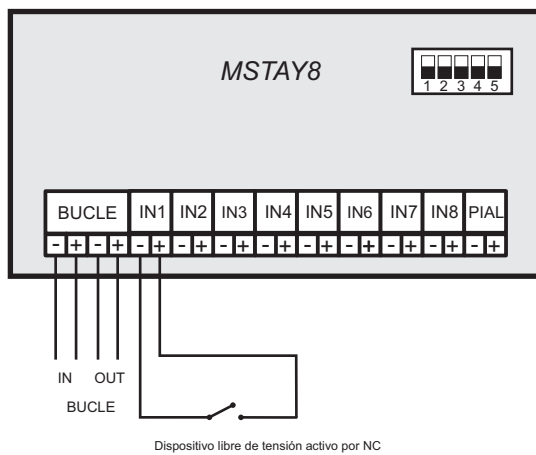 MSTAY8
1 2 3 4 5
BUCLE IN1 IN2 IN3 IN4 IN5 IN6 IN7 IN8 PIAL
- + - + - + - + - + - + - + - + - + - + - +
IN OUT
BUCLE
Dispositivo libre de tensión activo por NC